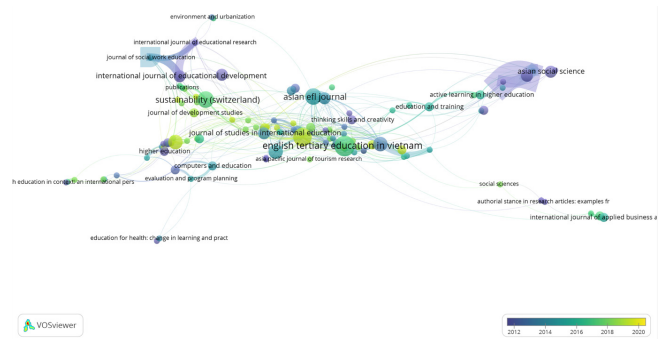 environment and urbanization
international journal of educational research
journal of social work education
international journal of educational development
asian social science
publications
sustainability (switzerland)
asian efl journal
active learning in higher education
journal of development studies
education and training
thinking skills and creativity
journal of studies in international education
english tertiary education in vietnam
higher education
asia pacific journal of tourism research
computers and education
evaluation and program planning
h education in context: an international pers
social sciences
authorial stance in research articles: examples fr
international journal of applied business a
education for health: change in learning and pract
VOSviewer
2012 2014 2016 2018 2020